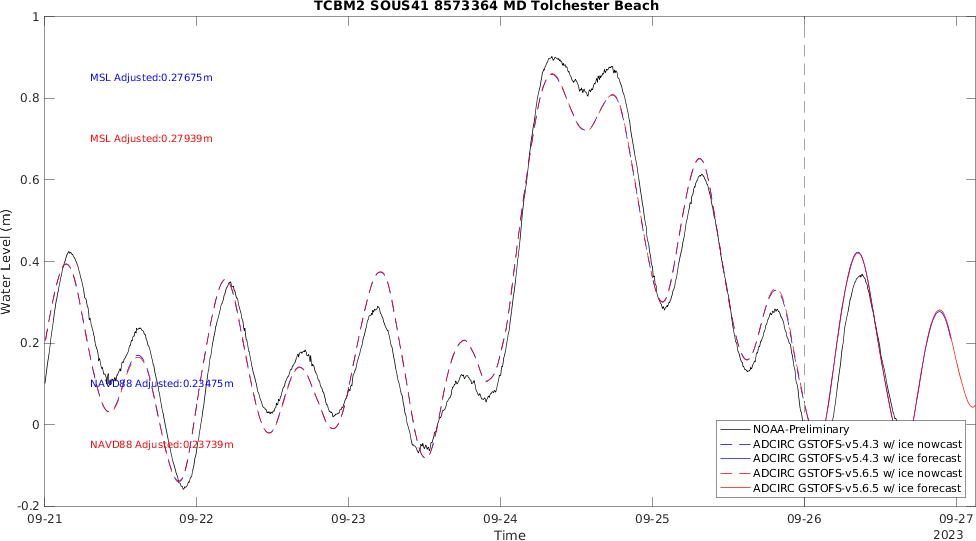 TCBM2 SOUS41 8573364 MD Tolchester Beach
1
0.8
0.6
0.4
0.2
0
-0.2
Water Level (m)
MSL Adjusted:0.27675m
MSL Adjusted:0.27939m
NAVD88 Adjusted:0.23475m
NAVD88 Adjusted:0.23739m
NOAA-Preliminary
ADCIRC GSTOFS-v5.4.3 w/ ice nowcast
ADCIRC GSTOFS-v5.4.3 w/ ice forecast
ADCIRC GSTOFS-v5.6.5 w/ ice nowcast
ADCIRC GSTOFS-v5.6.5 w/ ice forecast
09-21 09-22 09-23 09-24 09-25 09-26 09-27
Time
2023